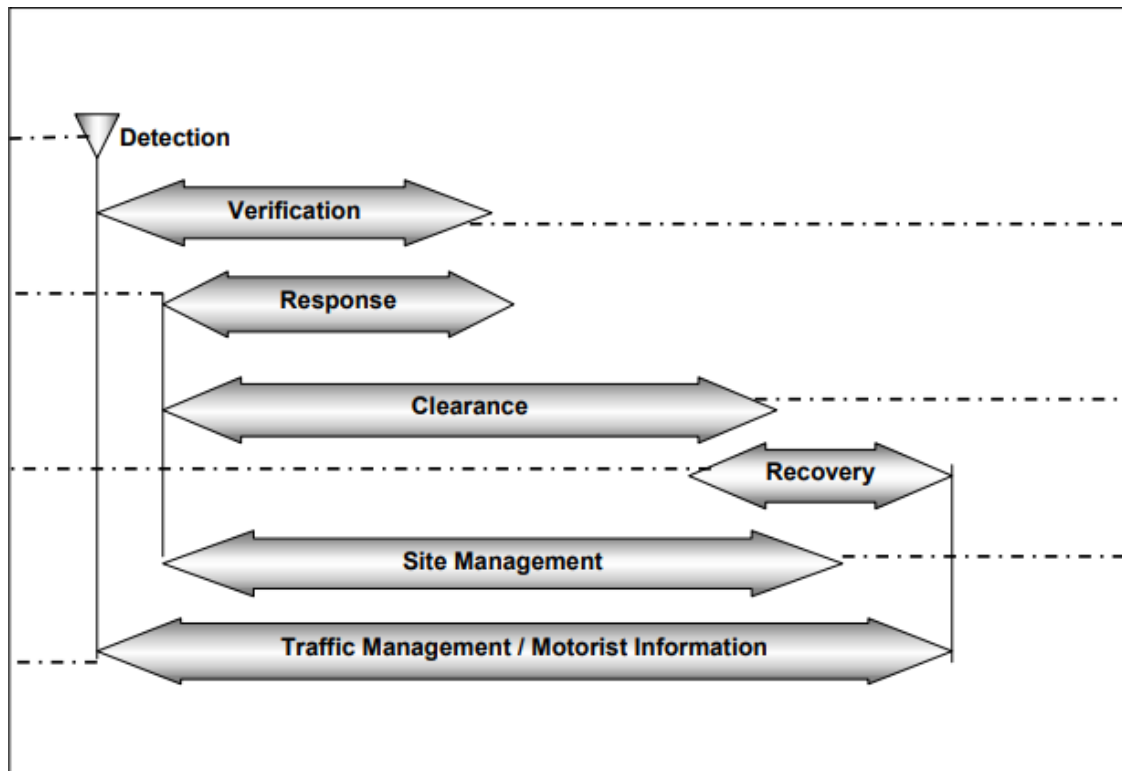 Detection
Verification
Response
Clearance
Recovery
Site Management
Traffic Management / Motorist Information